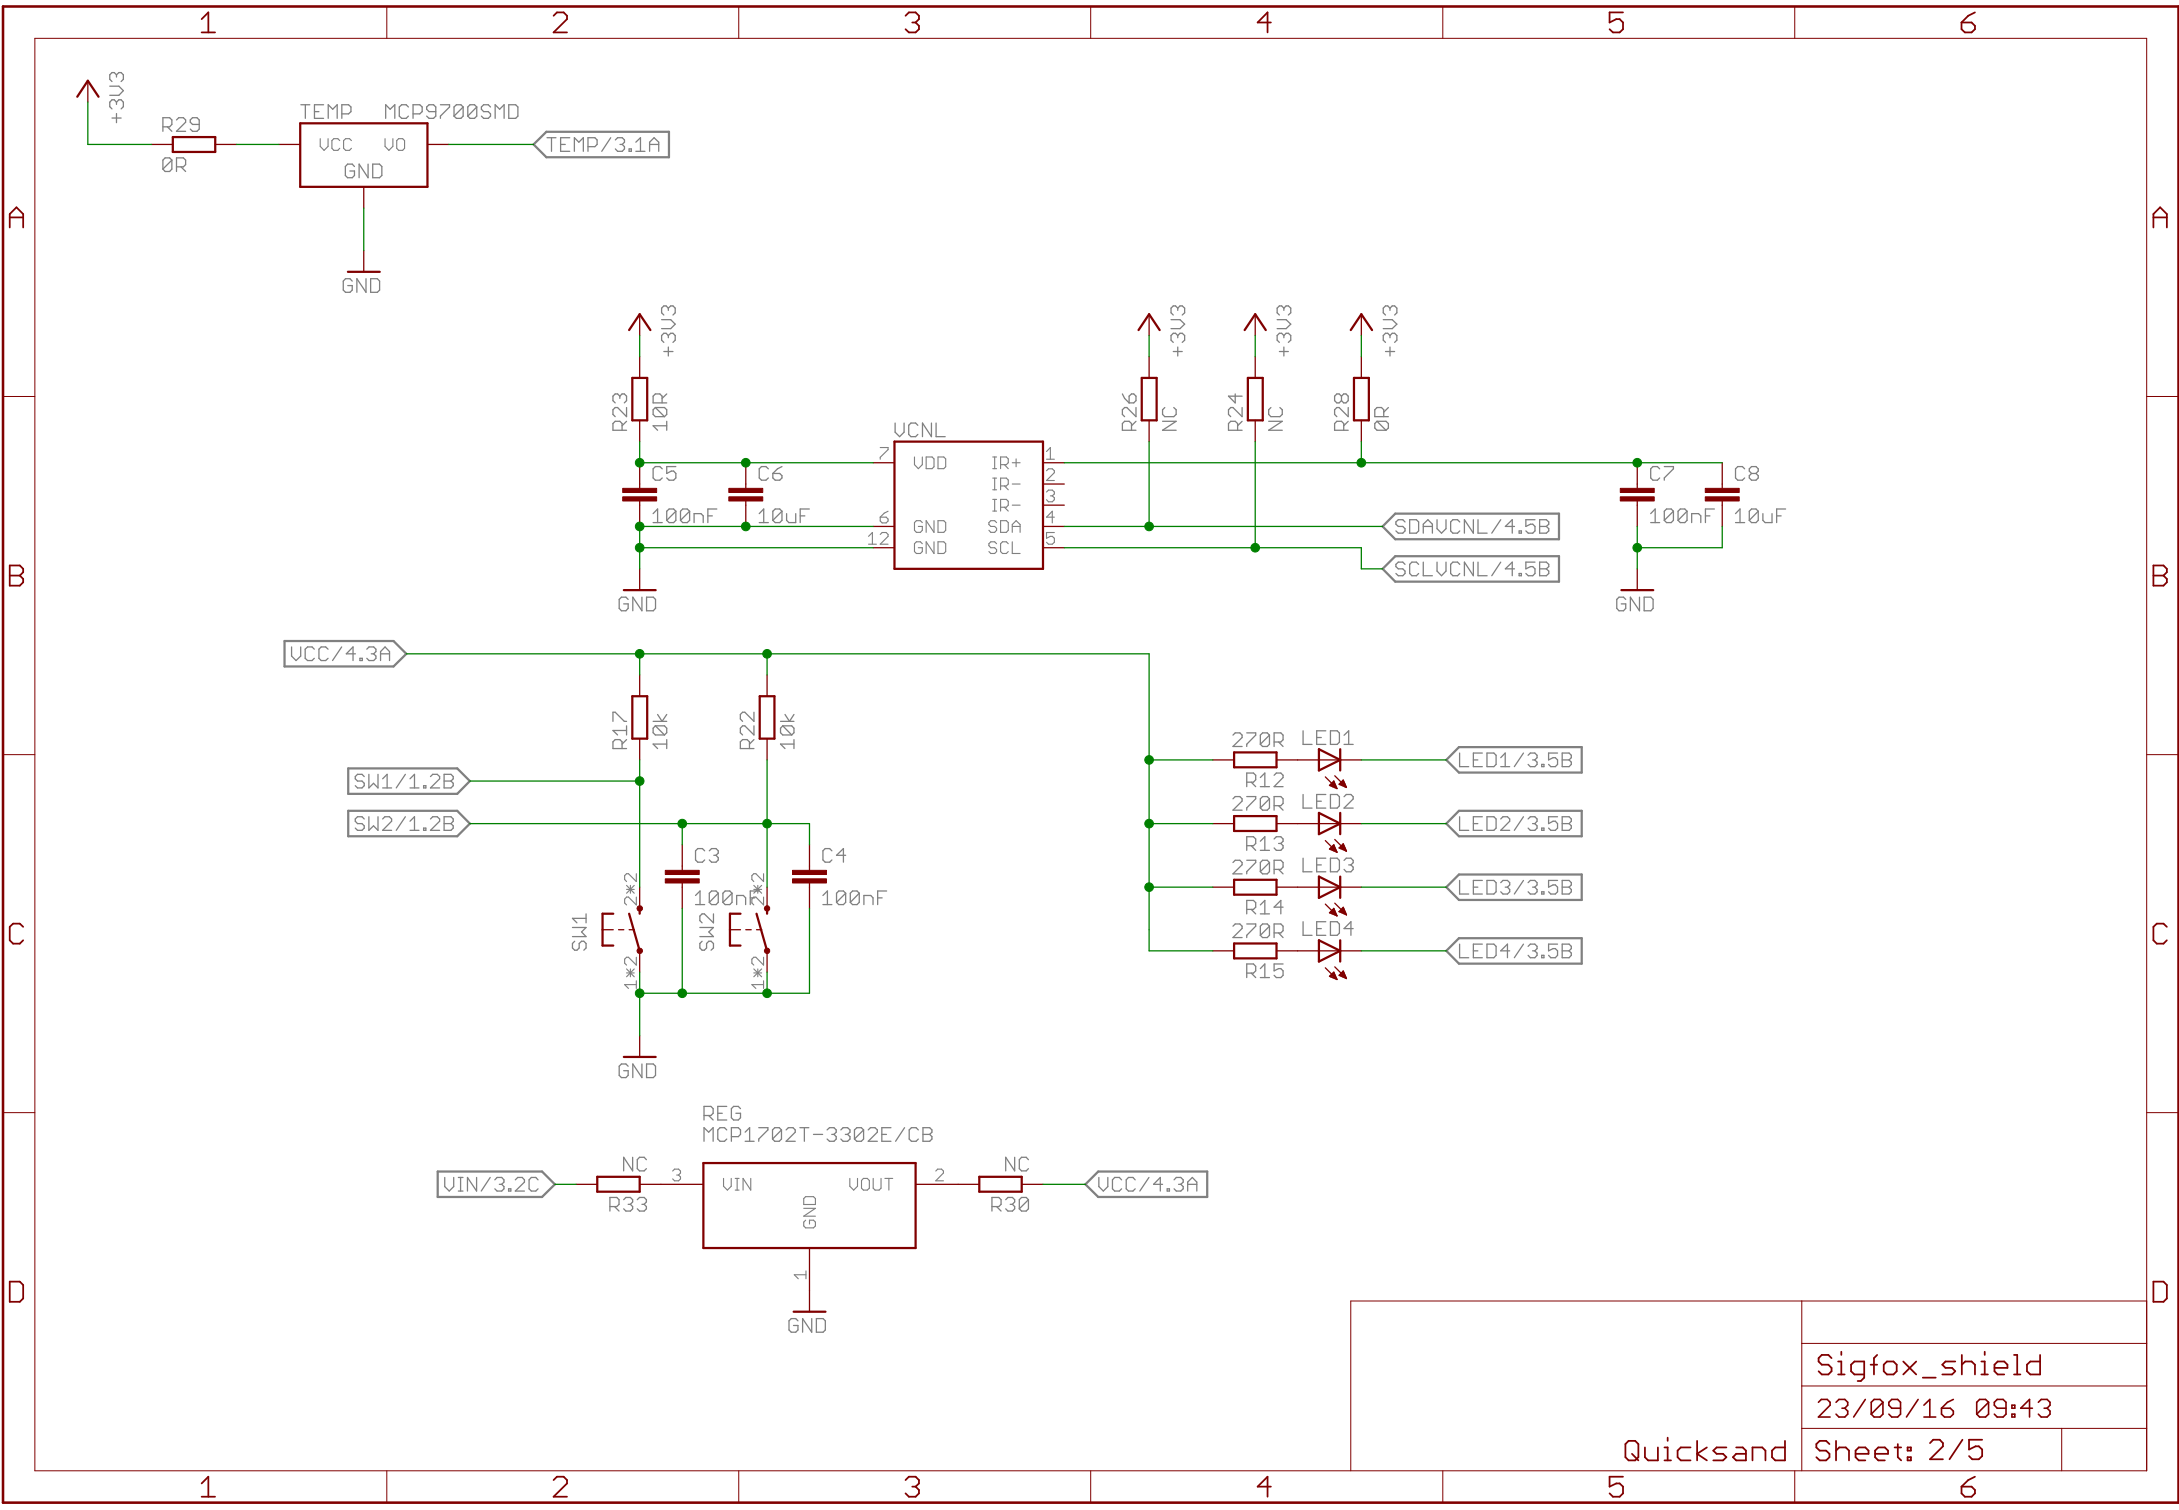 1 2 3 4 5 6
+3V3
R29
0R
TEMP MCP9700SMD
VCC VO
GND
TEMP/3.1A
GND
A A
+3V3 +3V3 +3V3 +3V3
R23 10R
R26 NC
R24 NC
R28 0R
VCNL
7 VDD IR+ 1
IR- 2
IR- 3
6 GND SDA 4
12 GND SCL 5
C5
100nF
C6
10uF
C7
100nF
C8
10uF
SDAVCNL/4.5B
SCLVCNL/4.5B
GND GND
B B
VCC/4.3A
R17 10k
R22 10k
SW1/1.2B
SW2/1.2B
C3
100nF
C4
100nF
SW1
2*2
1*2
SW2
2*2
1*2
GND
270R LED1
R12
LED1/3.5B
270R LED2
R13
LED2/3.5B
270R LED3
R14
LED3/3.5B
270R LED4
R15
LED4/3.5B
C C
REG
MCP1702T-3302E/CB
VIN/3.2C
NC
R33
3 VIN VOUT 2
GND
1
GND
NC
R30
VCC/4.3A
D D
Sigfox_shield
23/09/16 09:43
Quicksand Sheet: 2/5
1 2 3 4 5 6